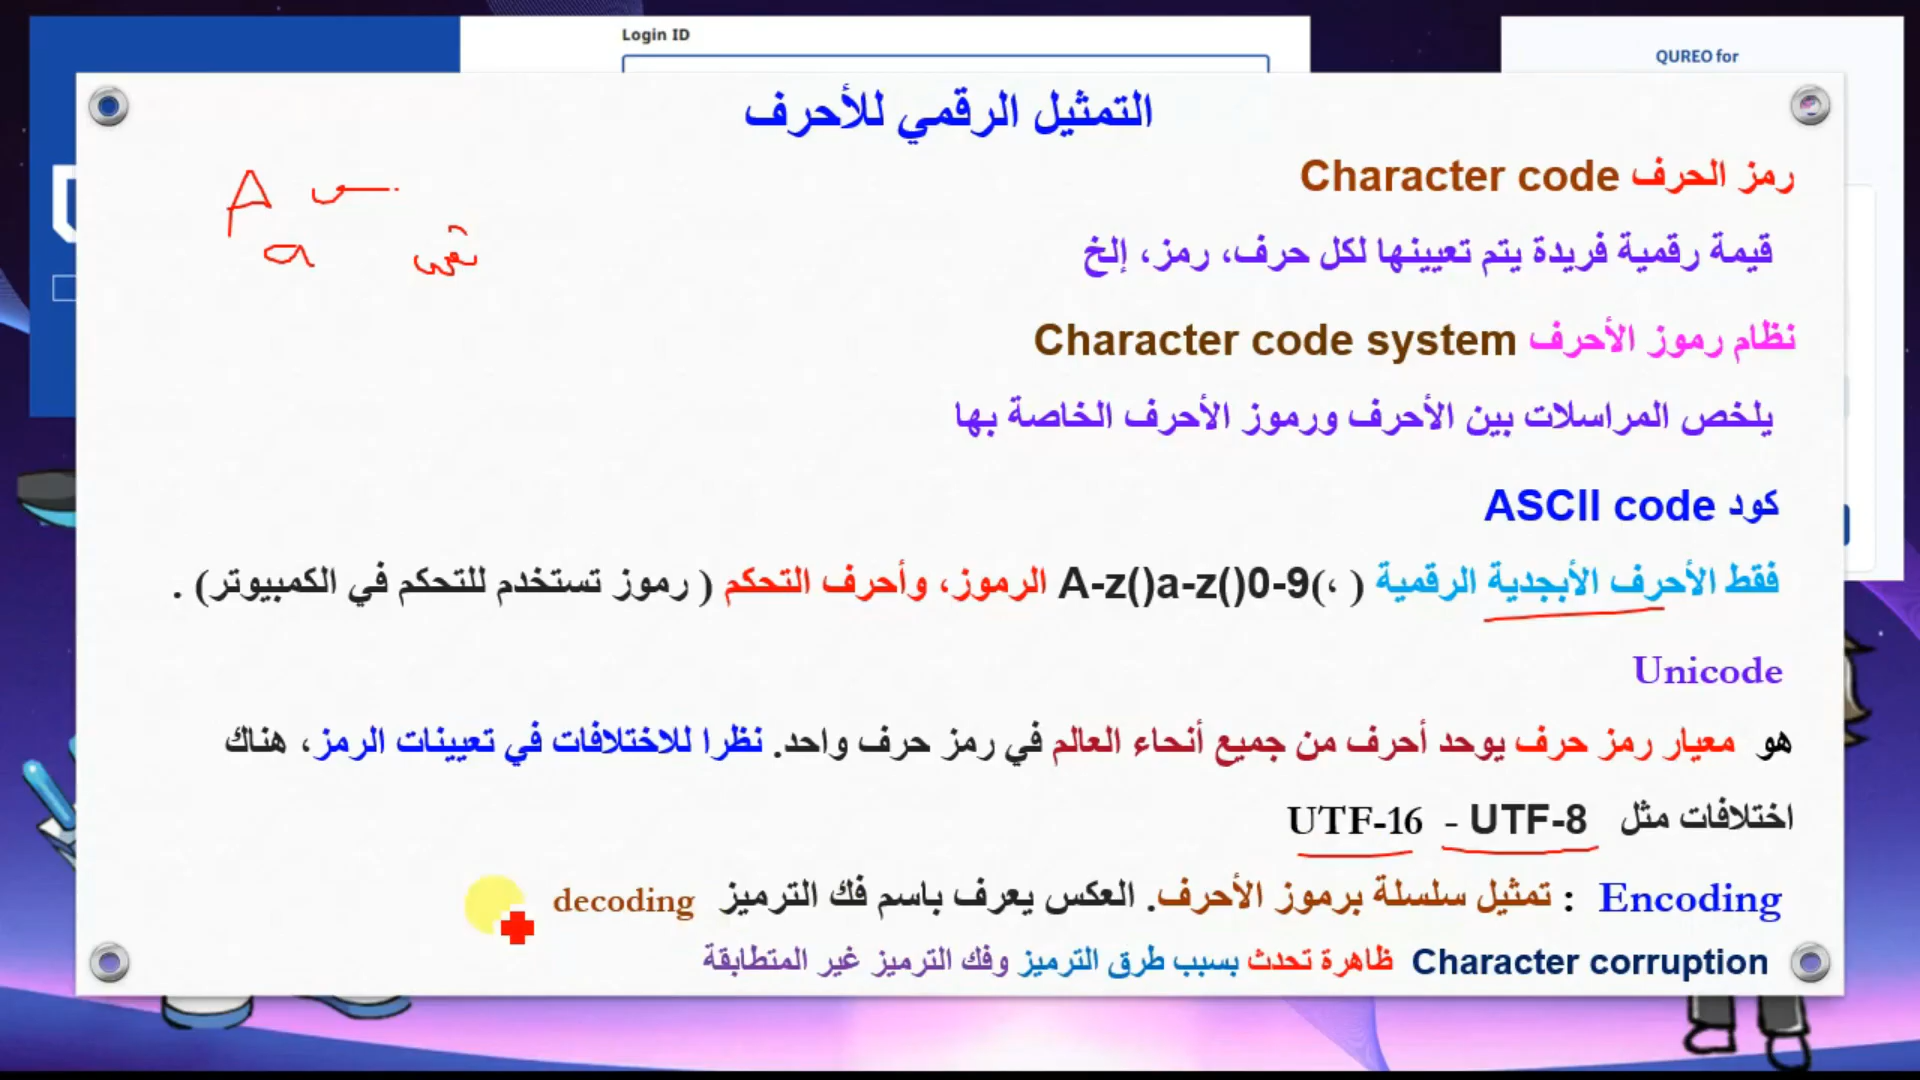 Login ID
QUREO for
التمثيل الرقمي للأحرف
رمز الحرف Character code
قيمة رقمية فريدة يتم تعيينها لكل حرف، رمز، إلخ
نظام رموز الأحرف Character code system
يلخص المراسلات بين الأحرف ورموز الأحرف الخاصة بها
كود ASCII code
فقط الأحرف الأبجدية الرقمية ( ،)A-z()a-z()0-9 الرموز، وأحرف التحكم ( رموز تستخدم للتحكم في الكمبيوتر) .
Unicode
هو معيار رمز حرف يوحد أحرف من جميع أنحاء العالم في رمز حرف واحد. نظرا للاختلافات في تعيينات الرمز، هناك
اختلافات مثل UTF-8 - UTF-16
Encoding : تمثيل سلسلة برموز الأحرف. العكس يعرف باسم فك الترميز decoding
Character corruption ظاهرة تحدث بسبب طرق الترميز وفك الترميز غير المتطابقة
A
a